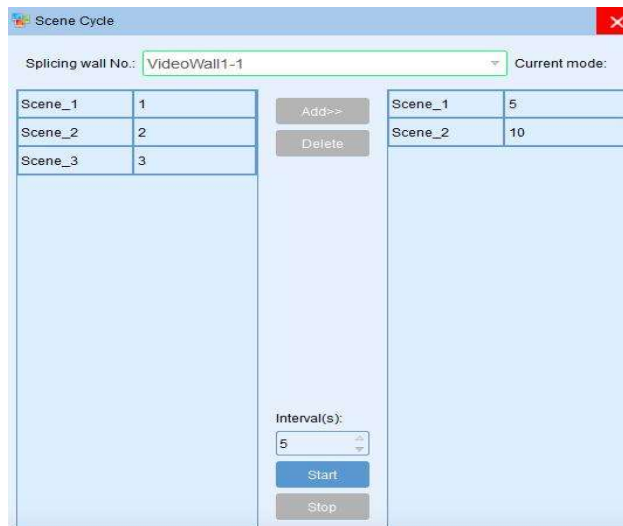 Scene Cycle
Splicing wall No.: VideoWall1-1 Current mode:
Scene_1 1
Scene_2 2
Scene_3 3
Add>>
Delete
Scene_1 5
Scene_2 10
Interval(s):
5
Start
Stop